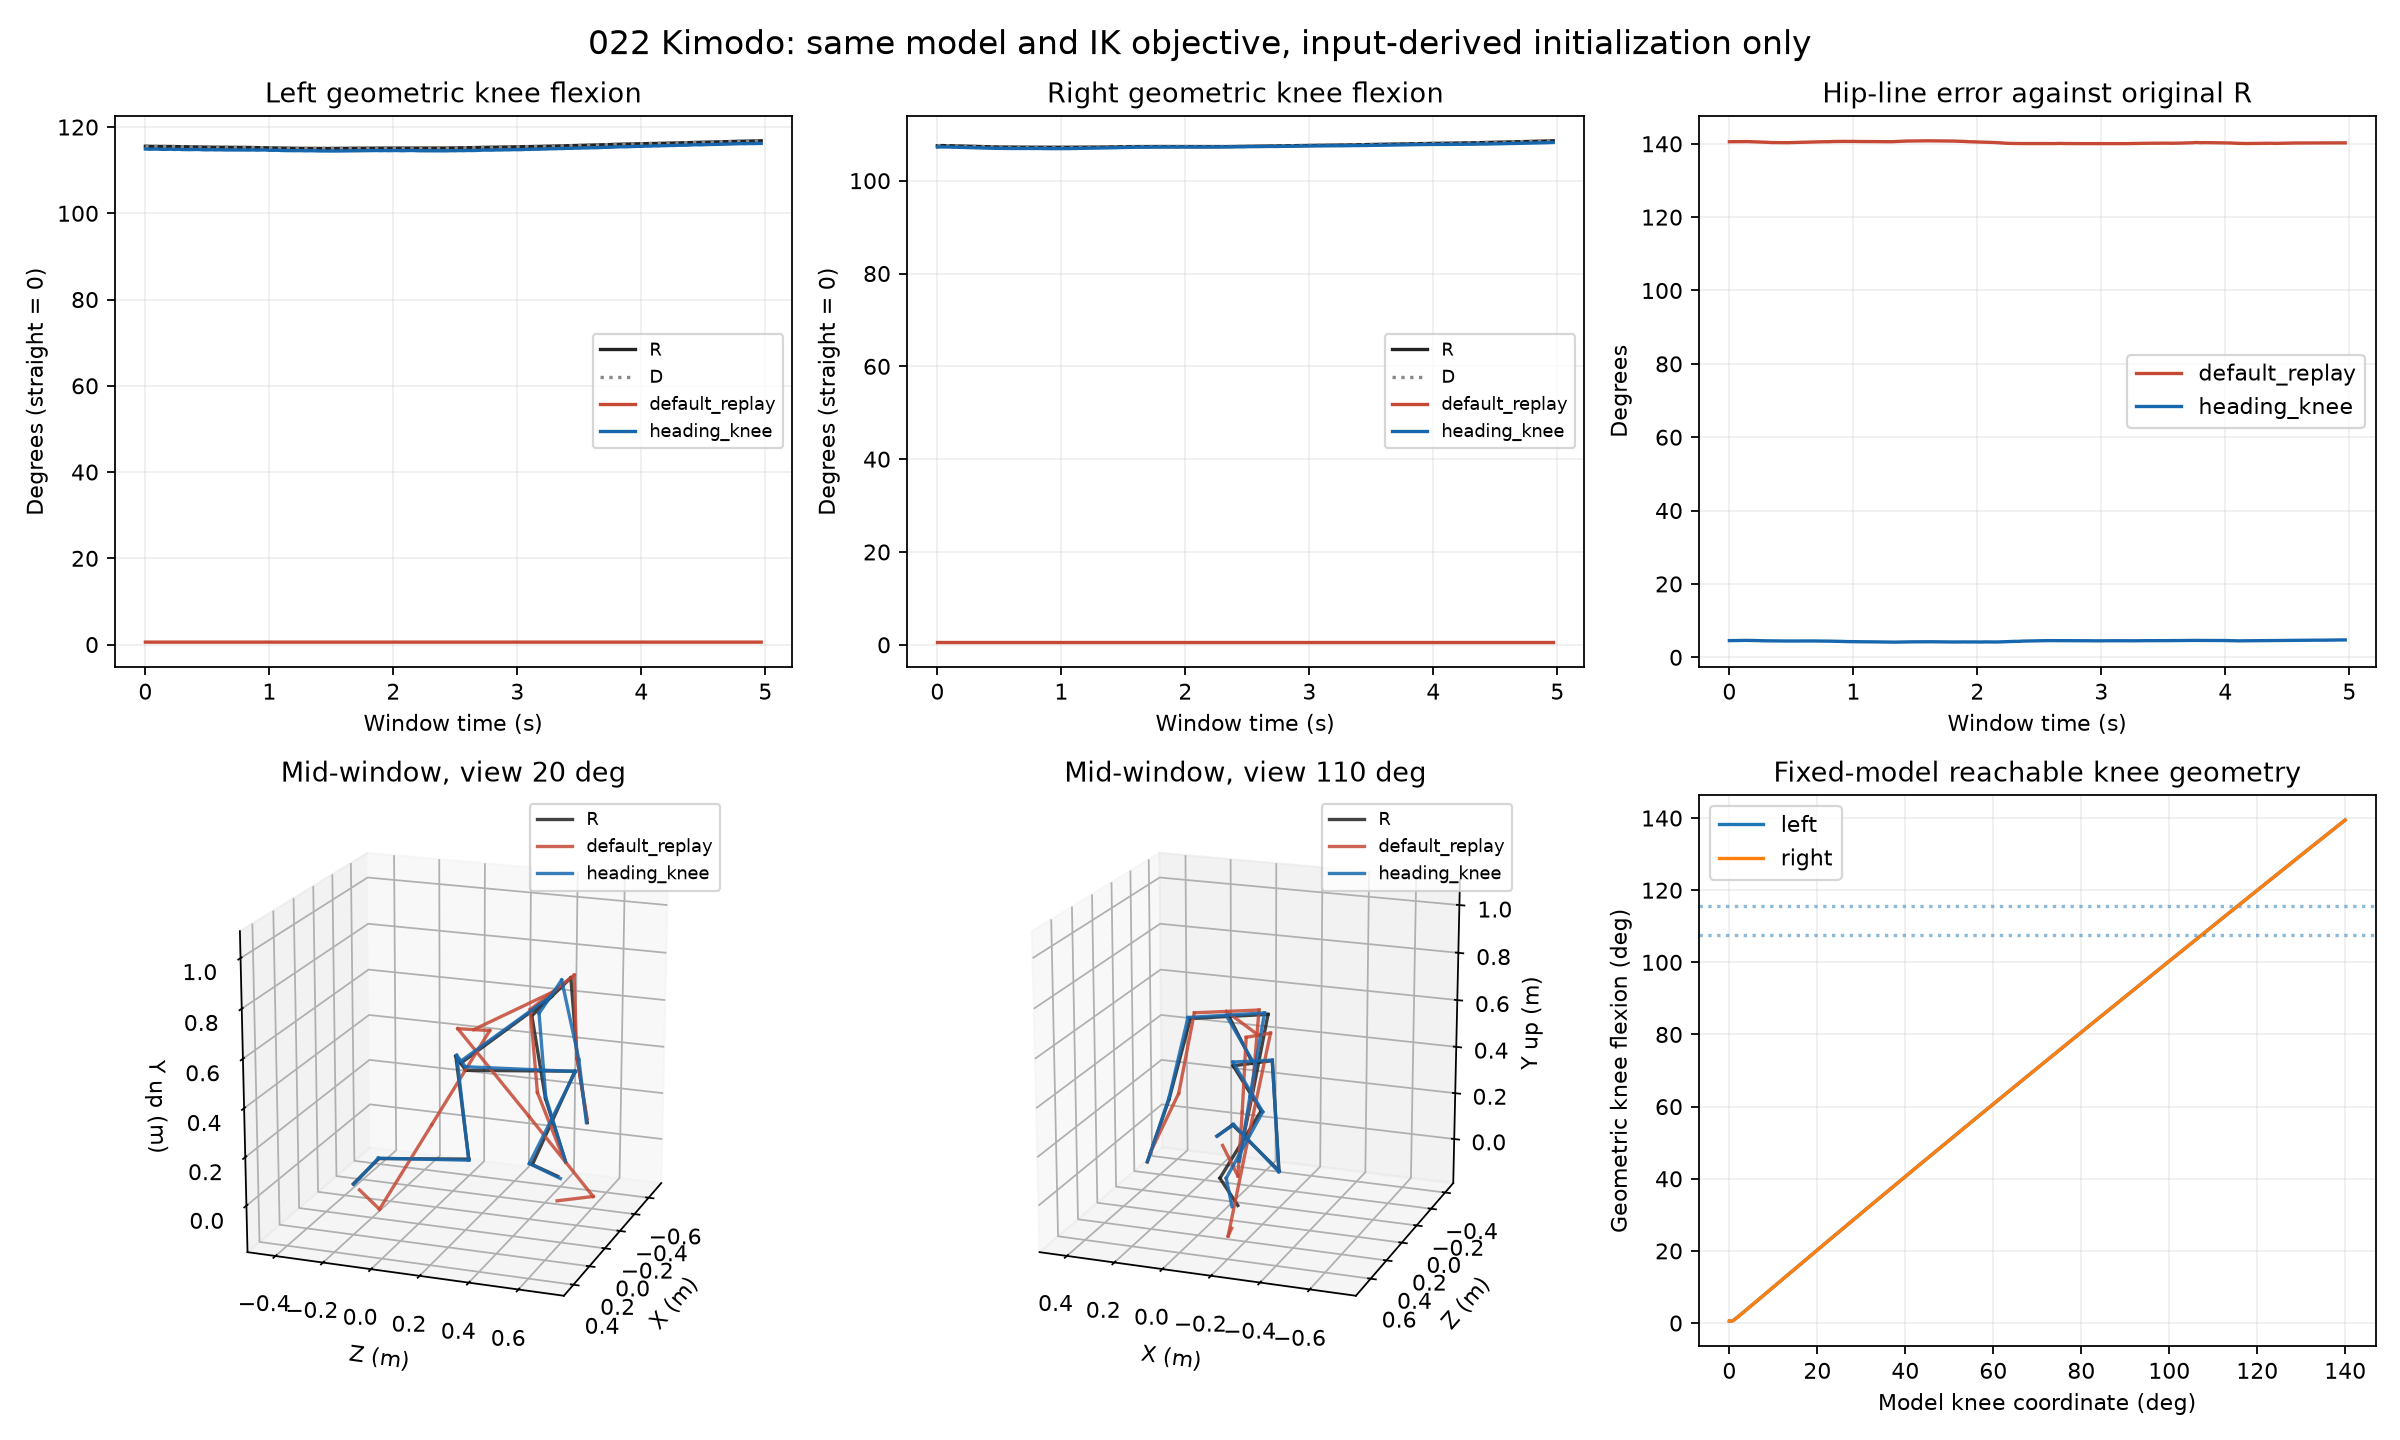 022 Kimodo: same model and IK objective, input-derived initialization only
Left geometric knee flexion
Degrees (straight = 0)
120
100
80
60
40
20
0
R
D
default_replay
heading_knee
0 1 2 3 4 5
Window time (s)
Right geometric knee flexion
Degrees (straight = 0)
100
80
60
40
20
0
R
D
default_replay
heading_knee
0 1 2 3 4 5
Window time (s)
Hip-line error against original R
Degrees
140
120
100
80
60
40
20
0
default_replay
heading_knee
0 1 2 3 4 5
Window time (s)
Mid-window, view 20 deg
R
default_replay
heading_knee
1.0
0.8
0.6
0.4
0.2
0.0
Y up (m)
−0.4 −0.2 0.0 0.2 0.4 0.6
Z (m)
−0.6
−0.4
−0.2
0.0
0.2
0.4
X (m)
Mid-window, view 110 deg
R
default_replay
heading_knee
1.0
0.8
0.6
0.4
0.2
0.0
Y up (m)
0.4 0.2 0.0 −0.2 −0.4 −0.6
X (m)
−0.4
−0.2
0.0
0.2
0.4
0.6
Z (m)
Fixed-model reachable knee geometry
Geometric knee flexion (deg)
140
120
100
80
60
40
20
0
left
right
0 20 40 60 80 100 120 140
Model knee coordinate (deg)